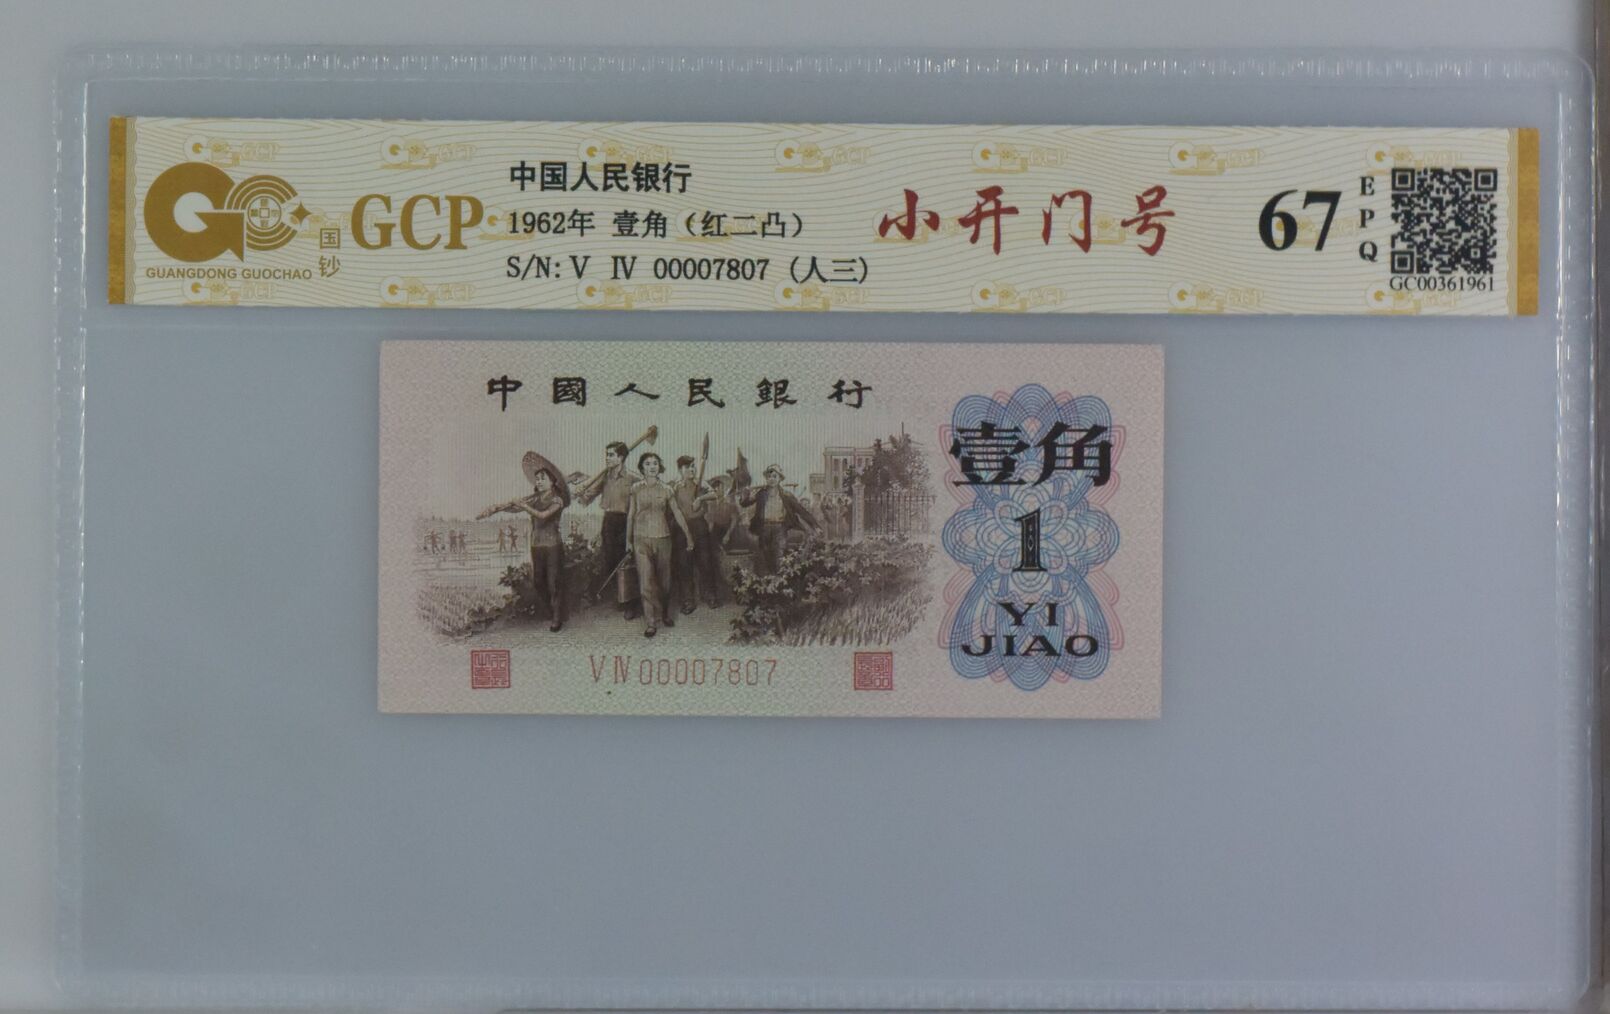 GUANGDONG GUOCHAO
国钞
GCP
中国人民银行
1962年 壹角（红二凸）
S/N: V IV 00007807 (人三)
小开门号
67
EPQ
GC00361961
中國人民銀行
壹角
1
YI
JIAO
V IV 00007807